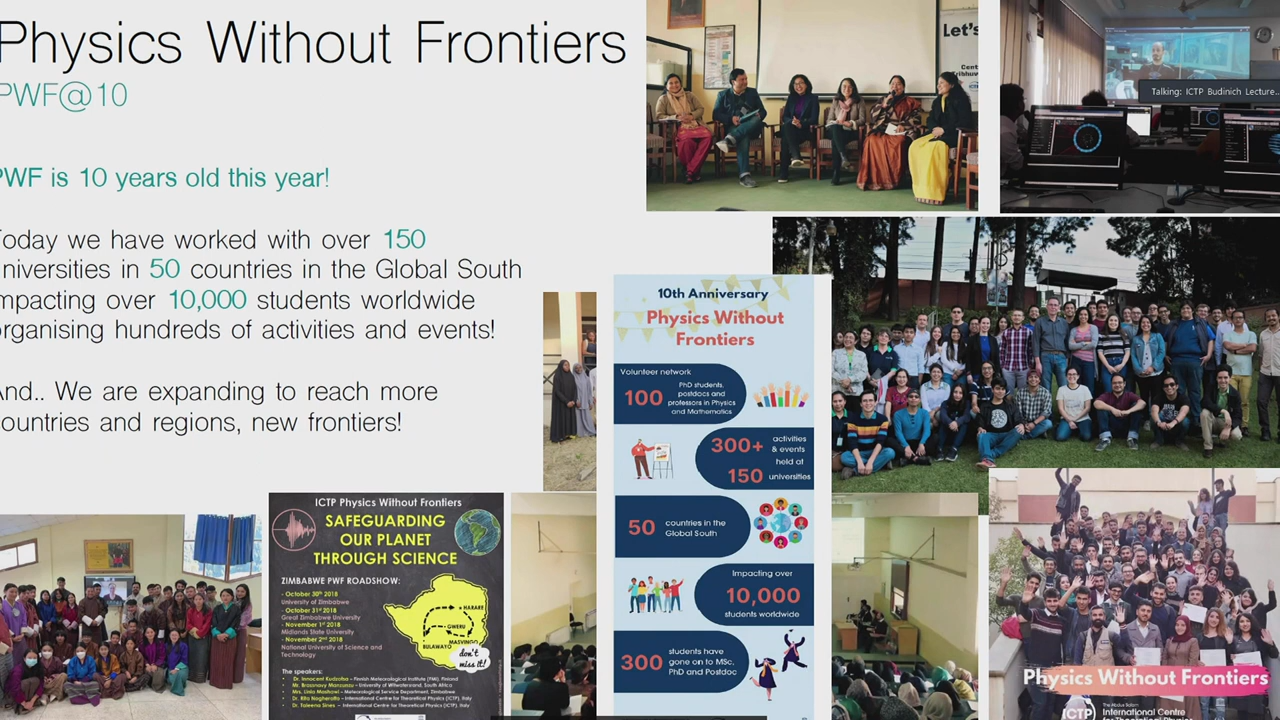 Physics Without Frontiers
PWF@10
PWF is 10 years old this year!
Today we have worked with over 150
universities in 50 countries in the Global South
impacting over 10,000 students worldwide
organising hundreds of activities and events!
And.. We are expanding to reach more
countries and regions, new frontiers!
Let's
Talking: ICTP Budinich Lecture...
10th Anniversary
Physics Without
Frontiers
Volunteer network
100
PhD students,
postdocs and
professors in Physics
and Mathematics
300+ activities
& events
held at
150 universities
50 countries in the
Global South
Impacting over
10,000
students worldwide
300 students have
gone on to MSc,
PhD and Postdoc
ICTP Physics Without Frontiers
SAFEGUARDING
OUR PLANET
THROUGH SCIENCE
ZIMBABWE PWF ROADSHOW:
- October 30th 2018
University of Zimbabwe
- October 31st 2018
Great Zimbabwe University
- November 1st 2018
Midlands State University
- November 2nd 2018
National University of Science and
Technology
HARARE
GWERU
MASVINGO
BULAWAYO
don't
miss it!
The speakers:
Physics Without Frontiers
ICTP
International Centre